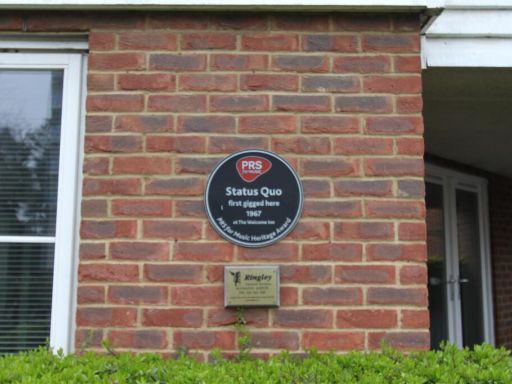 PRS
for MUSIC
Status Quo
first gigged here
1967
at The Welcome Inn
PRS for Music Heritage Award
Ringley